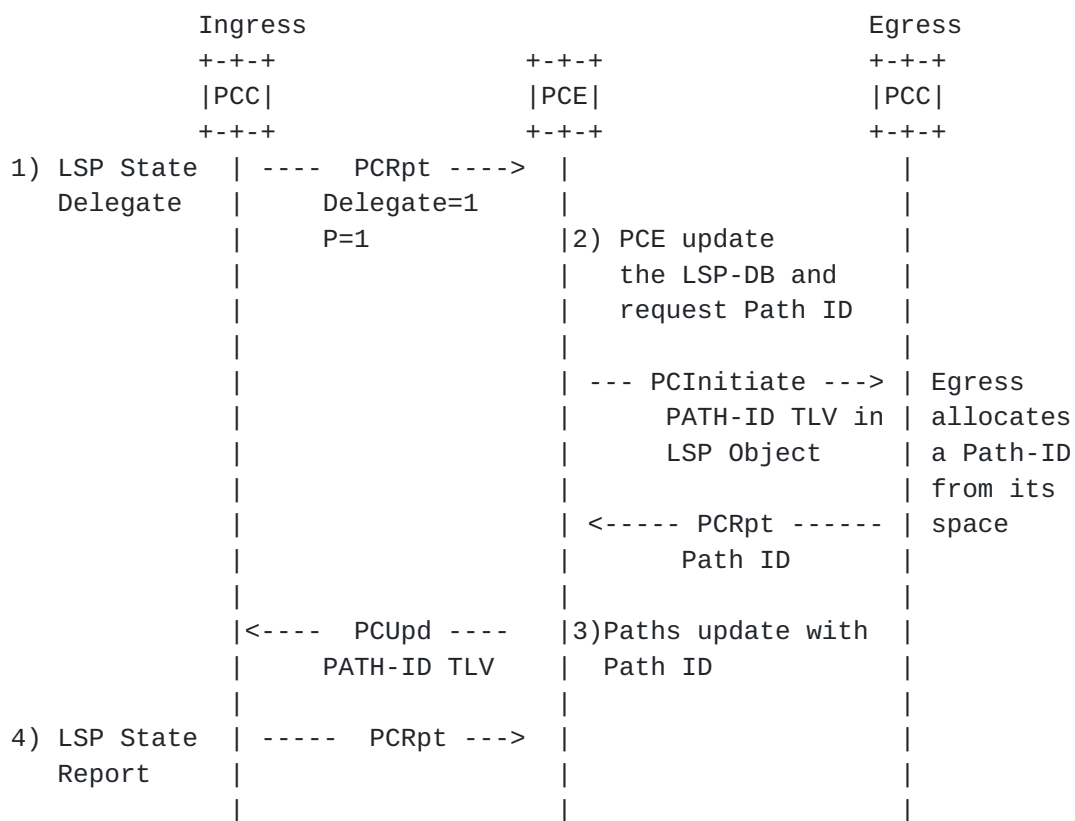 Ingress                                    Egress
            +-+-+                +-+-+                 +-+-+
            |PCC|                |PCE|                 |PCC|
            +-+-+                +-+-+                 +-+-+
1) LSP State  | ----  PCRpt ---->  |                     |
   Delegate   |     Delegate=1     |                     |
              |     P=1            |2) PCE update        |
              |                    |   the LSP-DB and    |
              |                    |   request Path ID   |
              |                    |                     |
              |                    | --- PCInitiate ---> | Egress
              |                    |      PATH-ID TLV in | allocates
              |                    |      LSP Object     | a Path-ID
              |                    |                     | from its
              |                    | <----- PCRpt ------ | space
              |                    |       Path ID       |
              |                    |                     |
              |<----  PCUpd ----   |3)Paths update with  |
              |     PATH-ID TLV    |  Path ID            |
              |                    |                     |
4) LSP State  | -----  PCRpt --->  |                     |
   Report     |                    |                     |
              |                    |                     |